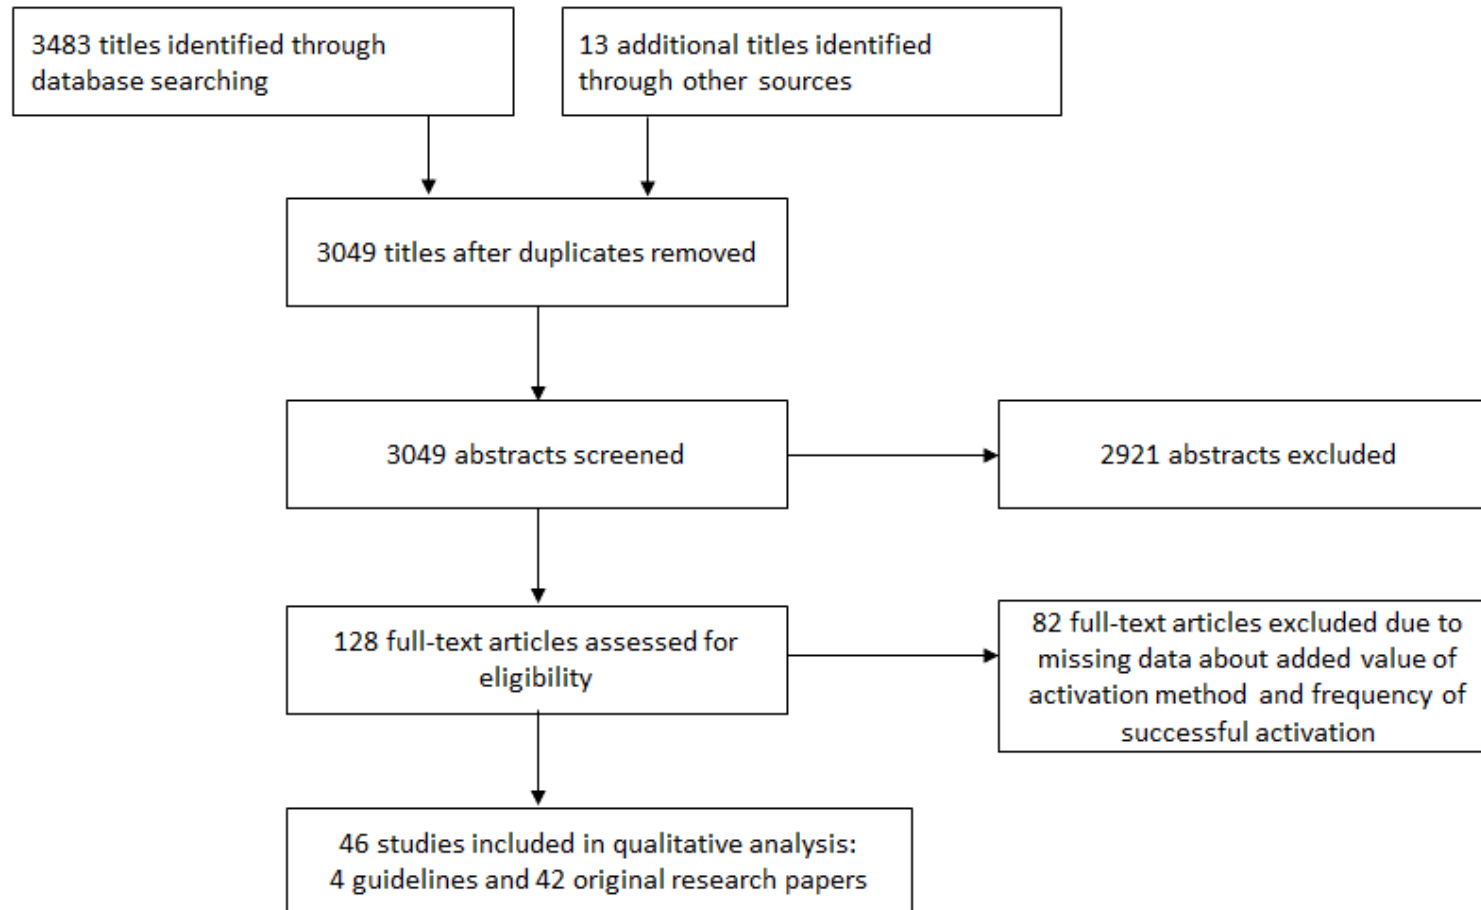 3483 titles identified through
database searching
13 additional titles identified
through other sources
3049 titles after duplicates removed
3049 abstracts screened
2921 abstracts excluded
128 full-text articles assessed for
eligibility
82 full-text articles excluded due to
missing data about added value of
activation method and frequency of
successful activation
46 studies included in qualitative analysis:
4 guidelines and 42 original research papers